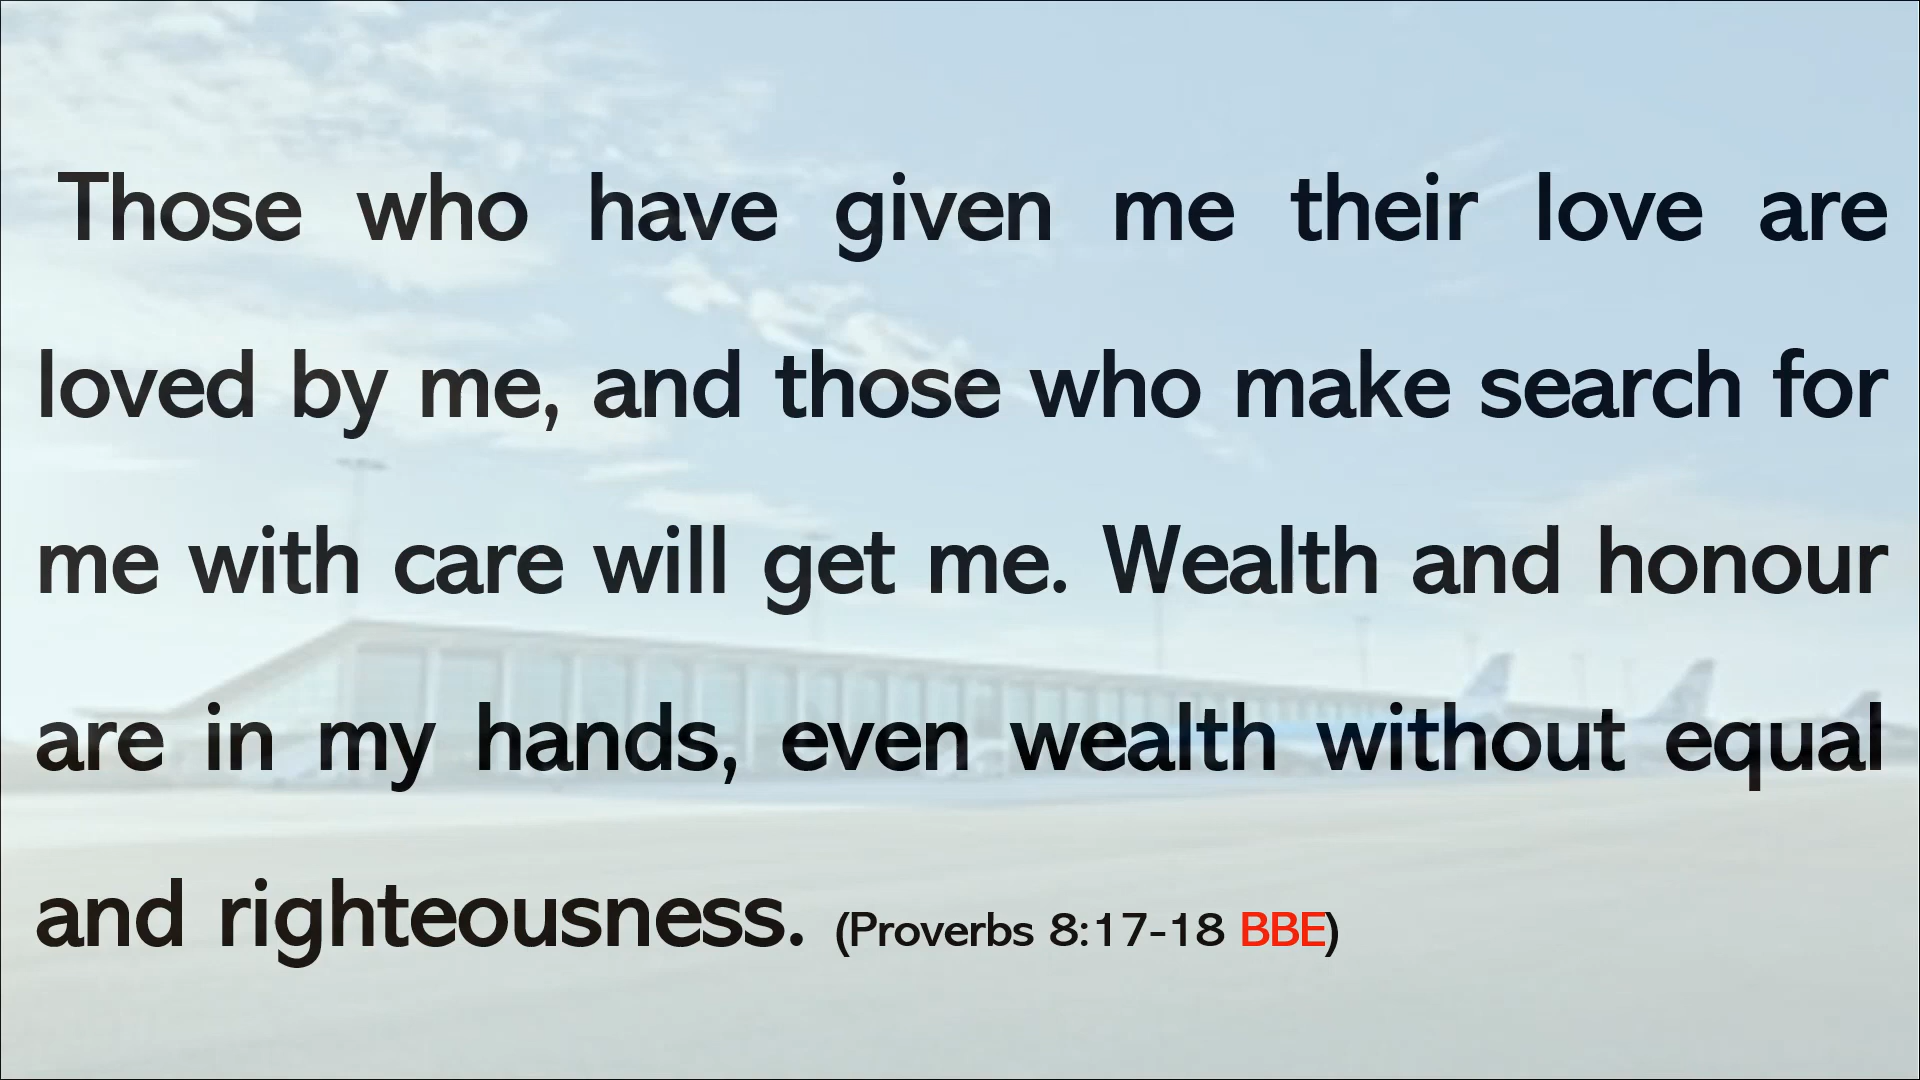 Those who have given me their love are
loved by me, and those who make search for
me with care will get me. Wealth and honour
are in my hands, even wealth without equal
and righteousness. (Proverbs 8:17-18 BBE)